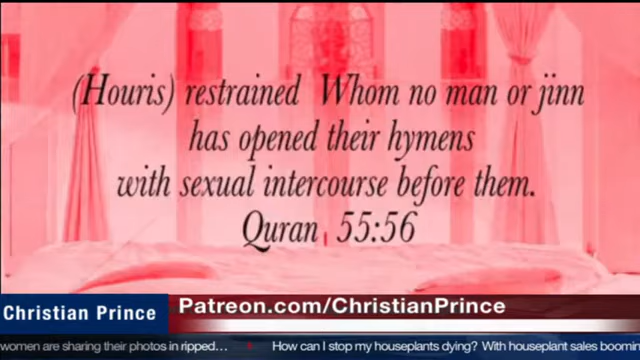 (Houris) restrained Whom no man or jinn
has opened their hymens
with sexual intercourse before them.
Quran 55:56
Christian Prince
Patreon.com/ChristianPrince
women are sharing their photos in ripped... How can I stop my houseplants dying? With houseplant sales boomin